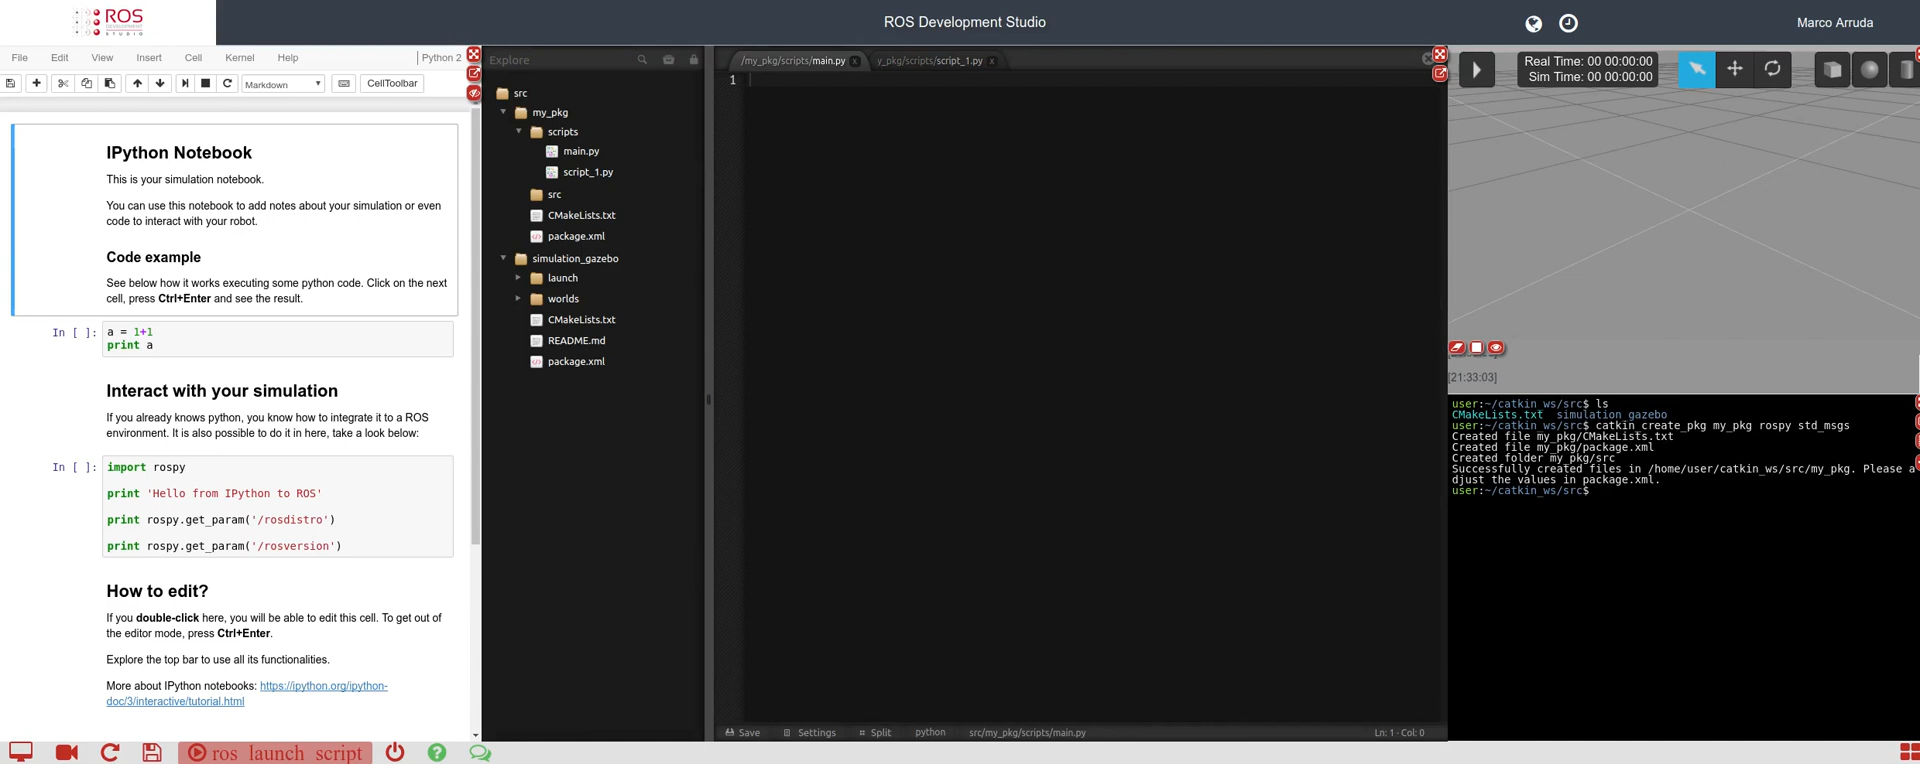 ROS
DEVELOPMENT
STUDIO
ROS Development Studio
Marco Arruda
File Edit View Insert Cell Kernel Help Python 2
Markdown CellToolbar
IPython Notebook
This is your simulation notebook.
You can use this notebook to add notes about your simulation or even
code to interact with your robot.
Code example
See below how it works executing some python code. Click on the next
cell, press Ctrl+Enter and see the result.
In [ ]: a = 1+1
print a
Interact with your simulation
If you already knows python, you know how to integrate it to a ROS
environment. It is also possible to do it in here, take a look below:
In [ ]: import rospy
print 'Hello from IPython to ROS'
print rospy.get_param('/rosdistro')
print rospy.get_param('/rosversion')
How to edit?
If you double-click here, you will be able to edit this cell. To get out of
the editor mode, press Ctrl+Enter.
Explore the top bar to use all its functionalities.
More about IPython notebooks: https://ipython.org/ipython-
doc/3/interactive/tutorial.html
Explore
src
my_pkg
scripts
main.py
script_1.py
src
CMakeLists.txt
package.xml
simulation_gazebo
launch
worlds
CMakeLists.txt
README.md
package.xml
/my_pkg/scripts/main.py x y_pkg/scripts/script_1.py x
1
Save Settings Split python src/my_pkg/scripts/main.py Ln: 1 - Col: 0
Real Time: 00 00:00:00
Sim Time: 00 00:00:00
[21:33:03]
user:~/catkin_ws/src$ ls
CMakeLists.txt simulation_gazebo
user:~/catkin_ws/src$ catkin create_pkg my_pkg rospy std_msgs
Created file my_pkg/CMakeLists.txt
Created file my_pkg/package.xml
Created folder my_pkg/src
Successfully created files in /home/user/catkin_ws/src/my_pkg. Please a
djust the values in package.xml.
user:~/catkin_ws/src$
ros launch script